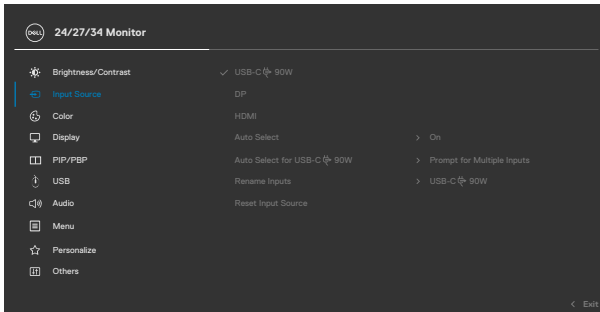 DELL 24/27/34 Monitor
Brightness/Contrast USB-C 90W
Input Source DP
Color HDMI
Display Auto Select > On
PIP/PBP Auto Select for USB-C 90W > Prompt for Multiple Inputs
USB Rename Inputs > USB-C 90W
Audio Reset Input Source
Menu
Personalize
Others
< Exit